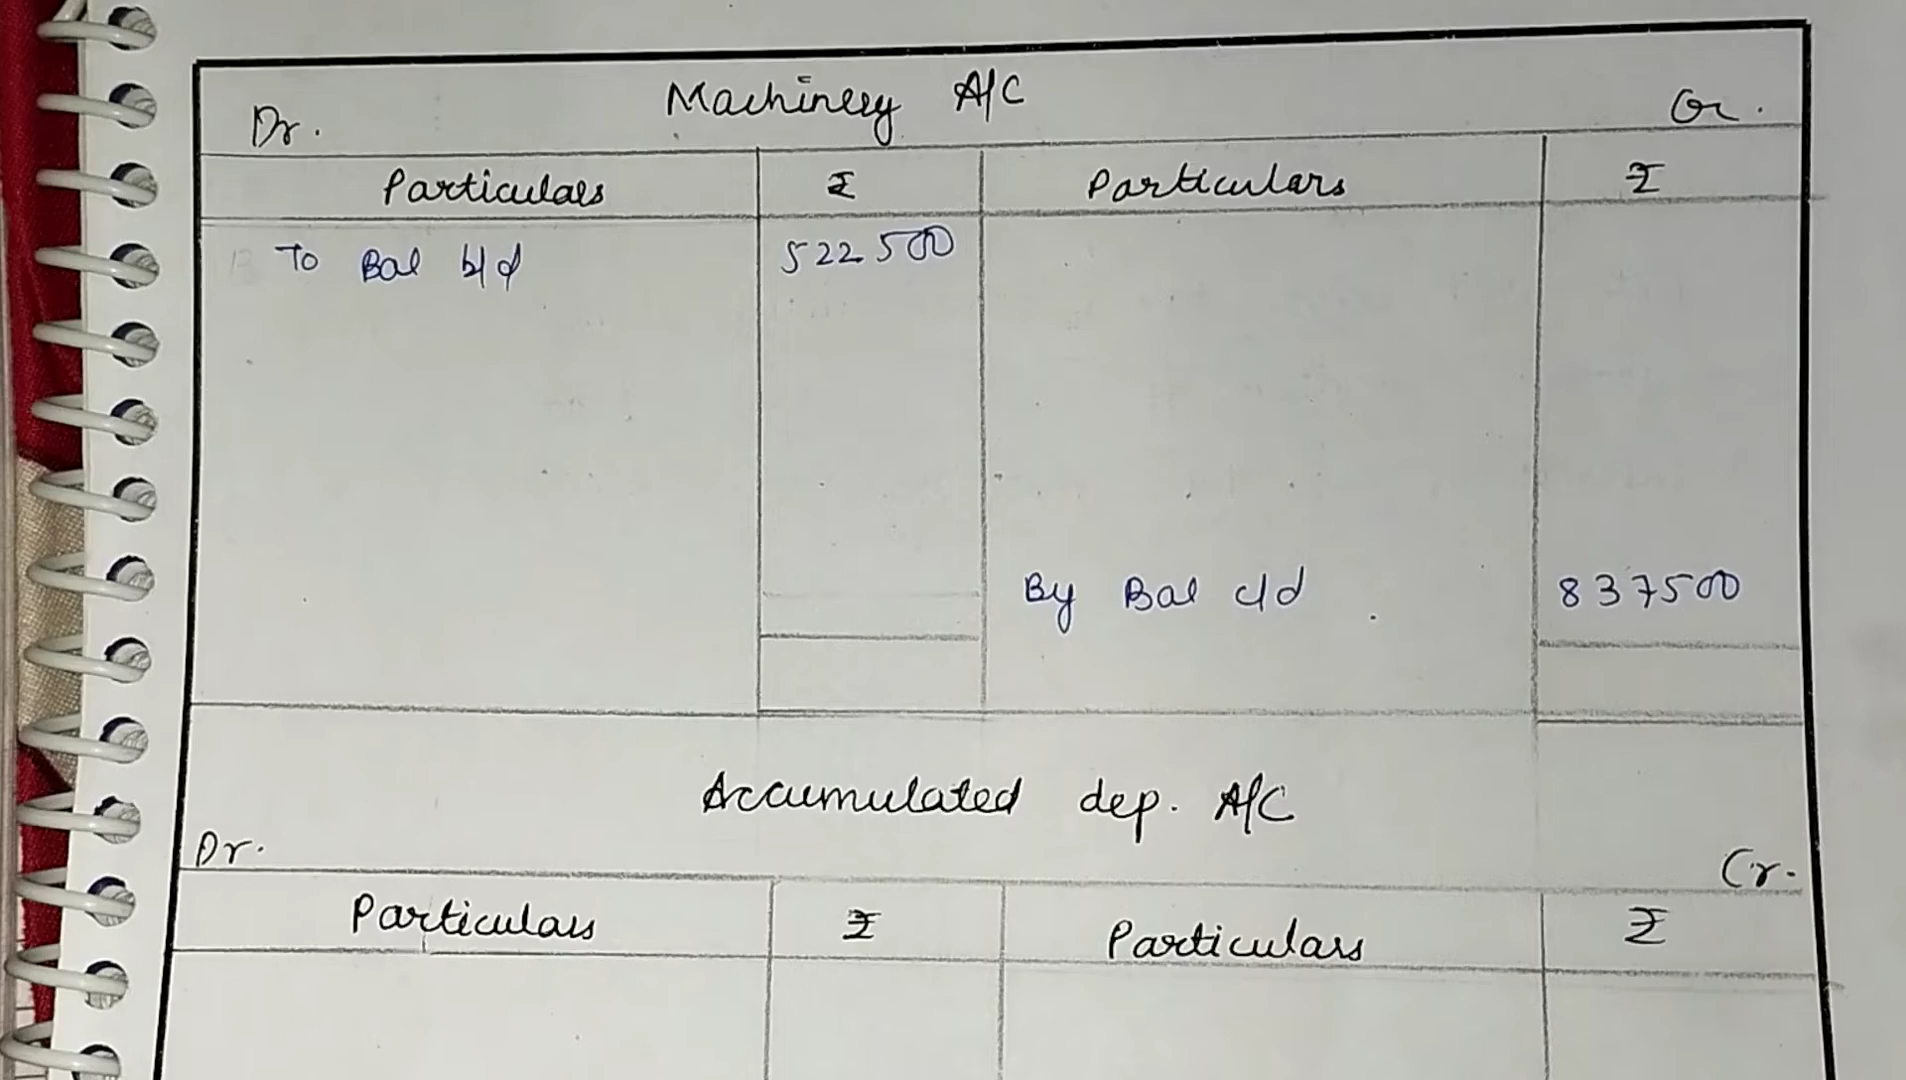 Machinery A/C
Dr. Cr.
Particulars ₹ Particulars ₹
To Bal b/d 522500
By Bal c/d 837500
Accumulated dep. A/C
Dr. Cr.
Particulars ₹ Particulars ₹